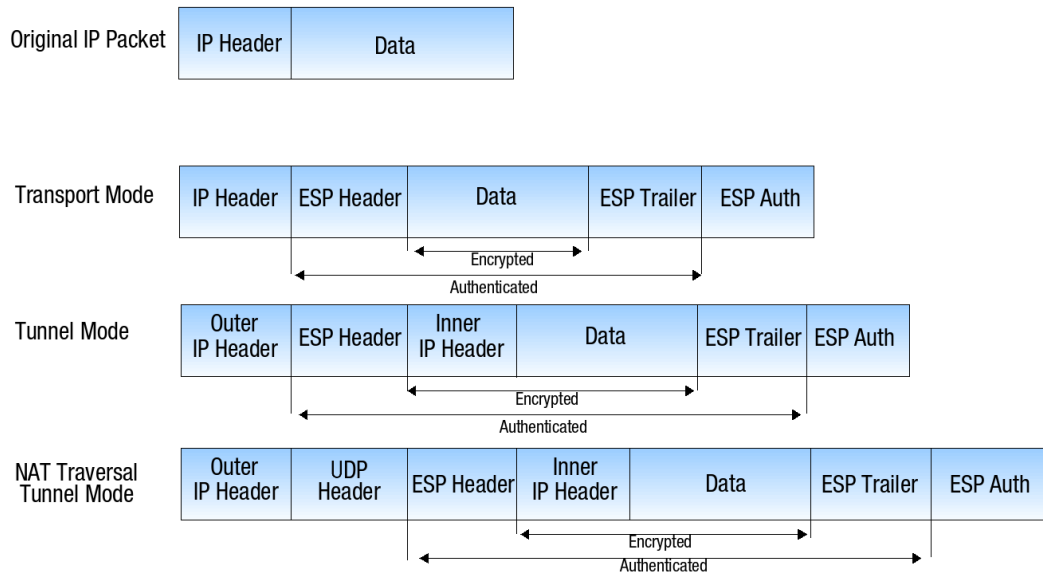 Original IP Packet
IP Header
Data
Transport Mode
IP Header
ESP Header
Data
ESP Trailer
ESP Auth
Encrypted
Authenticated
Tunnel Mode
Outer
IP Header
ESP Header
Inner
IP Header
Data
ESP Trailer
ESP Auth
Encrypted
Authenticated
NAT Traversal
Tunnel Mode
Outer
IP Header
UDP
Header
ESP Header
Inner
IP Header
Data
ESP Trailer
ESP Auth
Encrypted
Authenticated